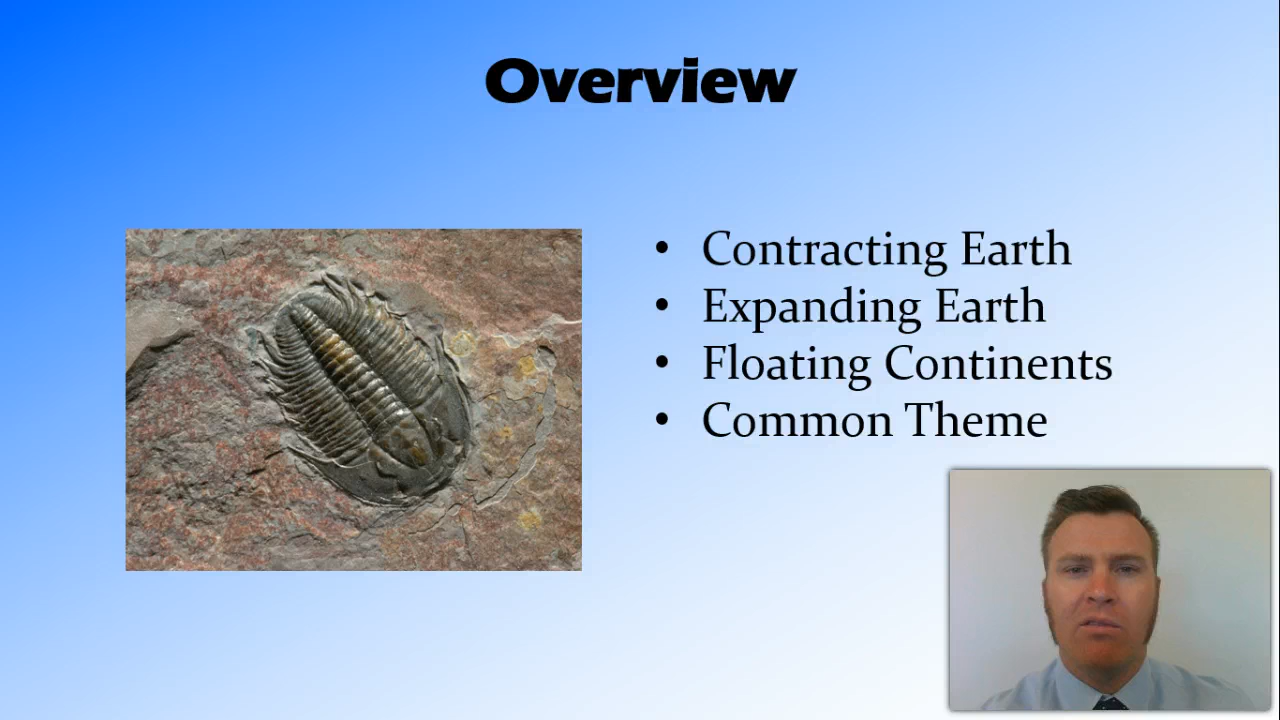 Overview
• Contracting Earth
• Expanding Earth
• Floating Continents
• Common Theme